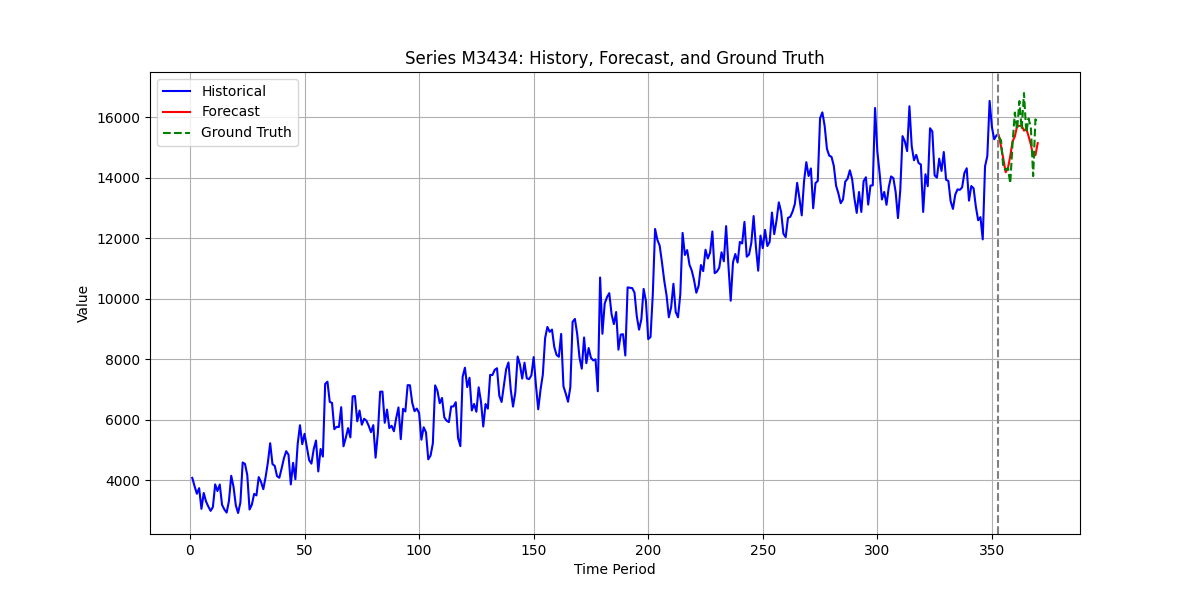 Series M3434: History, Forecast, and Ground Truth
Historical
Forecast
Ground Truth
16000
14000
12000
10000
8000
6000
4000
Value
0 50 100 150 200 250 300 350
Time Period